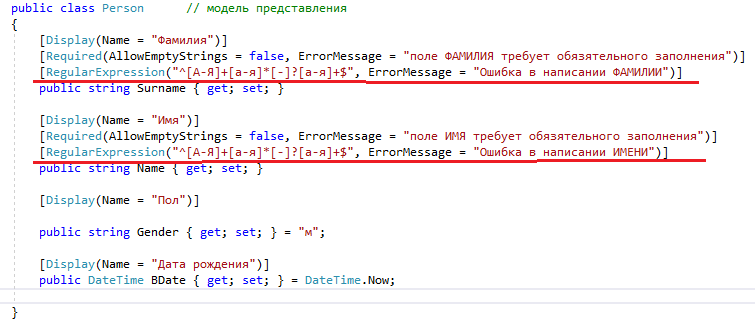 public class Person      // модель представления
{
    [Display(Name = "Фамилия")]
    [Required(AllowEmptyStrings = false, ErrorMessage = "поле ФАМИЛИЯ требует обязятельного заполнения")]
    [RegularExpression("^[А-Я]+[а-я]*[-]?[а-я]+$", ErrorMessage = "Ошибка в написании ФАМИЛИИ")]
    public string Surname { get; set; }
    [Display(Name = "Имя")]
    [Required(AllowEmptyStrings = false, ErrorMessage = "поле ИМЯ требует обязятельного заполнения")]
    [RegularExpression("^[А-Я]+[а-я]*[-]?[а-я]+$", ErrorMessage = "Ошибка в написании ИМЕНИ")]
    public string Name { get; set; }
    [Display(Name = "Пол")]
    public string Gender { get; set; } = "м";
    [Display(Name = "Дата рождения")]
    public DateTime BDate { get; set; } = DateTime.Now;
}